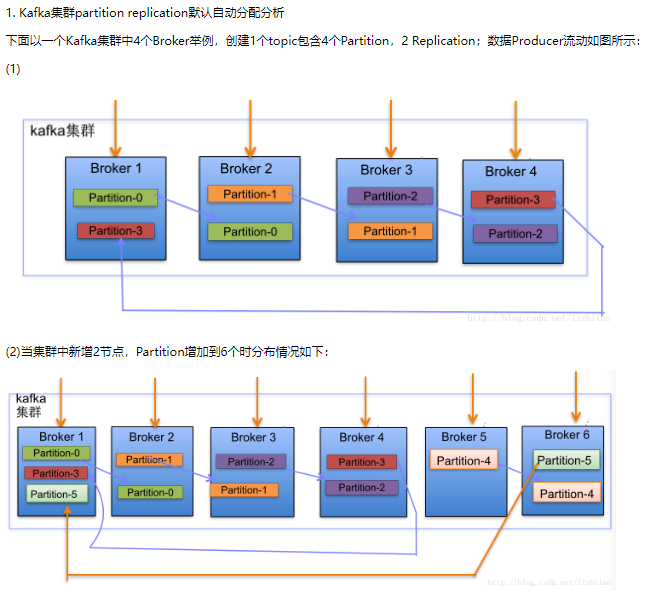 1. Kafka集群partition replication默认自动分配分析
下面以一个Kafka集群中4个Broker举例，创建1个topic包含4个Partition，2 Replication；数据Producer流动如图所示：
(1)
kafka集群
Broker 1
Broker 2
Broker 3
Broker 4
Partition-0
Partition-1
Partition-2
Partition-3
Partition-3
Partition-0
Partition-1
Partition-2
http://blog.csdn.net/lizhitao
(2)当集群中新增2节点，Partition增加到6个时分布情况如下：
kafka
集群
Broker 1
Broker 2
Broker 3
Broker 4
Broker 5
Broker 6
Partition-0
Partition-1
Partition-2
Partition-3
Partition-4
Partition-5
Partition-3
Partition-5
Partition-0
Partition-1
Partition-2
Partition-4
http://blog.csdn.net/lizhitao